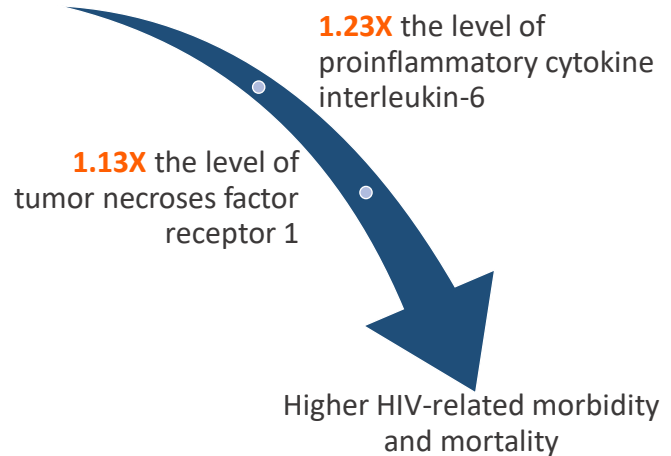 1.23X the level of
proinflammatory cytokine
interleukin-6
1.13X the level of
tumor necroses factor
receptor 1
Higher HIV-related morbidity
and mortality